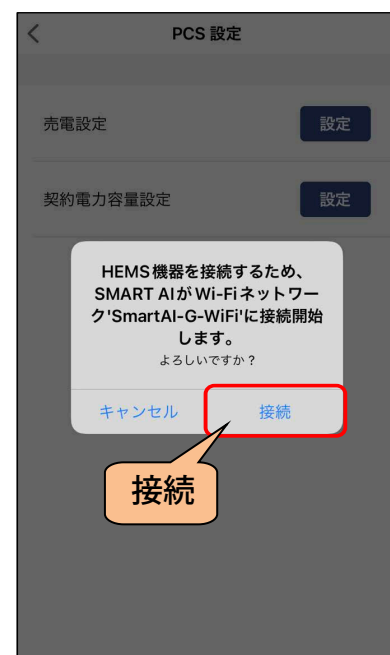 PCS 設定
売電設定
設定
契約電力容量設定
設定
HEMS機器を接続するため、
SMART AIがWi-Fiネットワー
ク'SmartAI-G-WiFi'に接続開始
します。
よろしいですか？
キャンセル
接続
接続